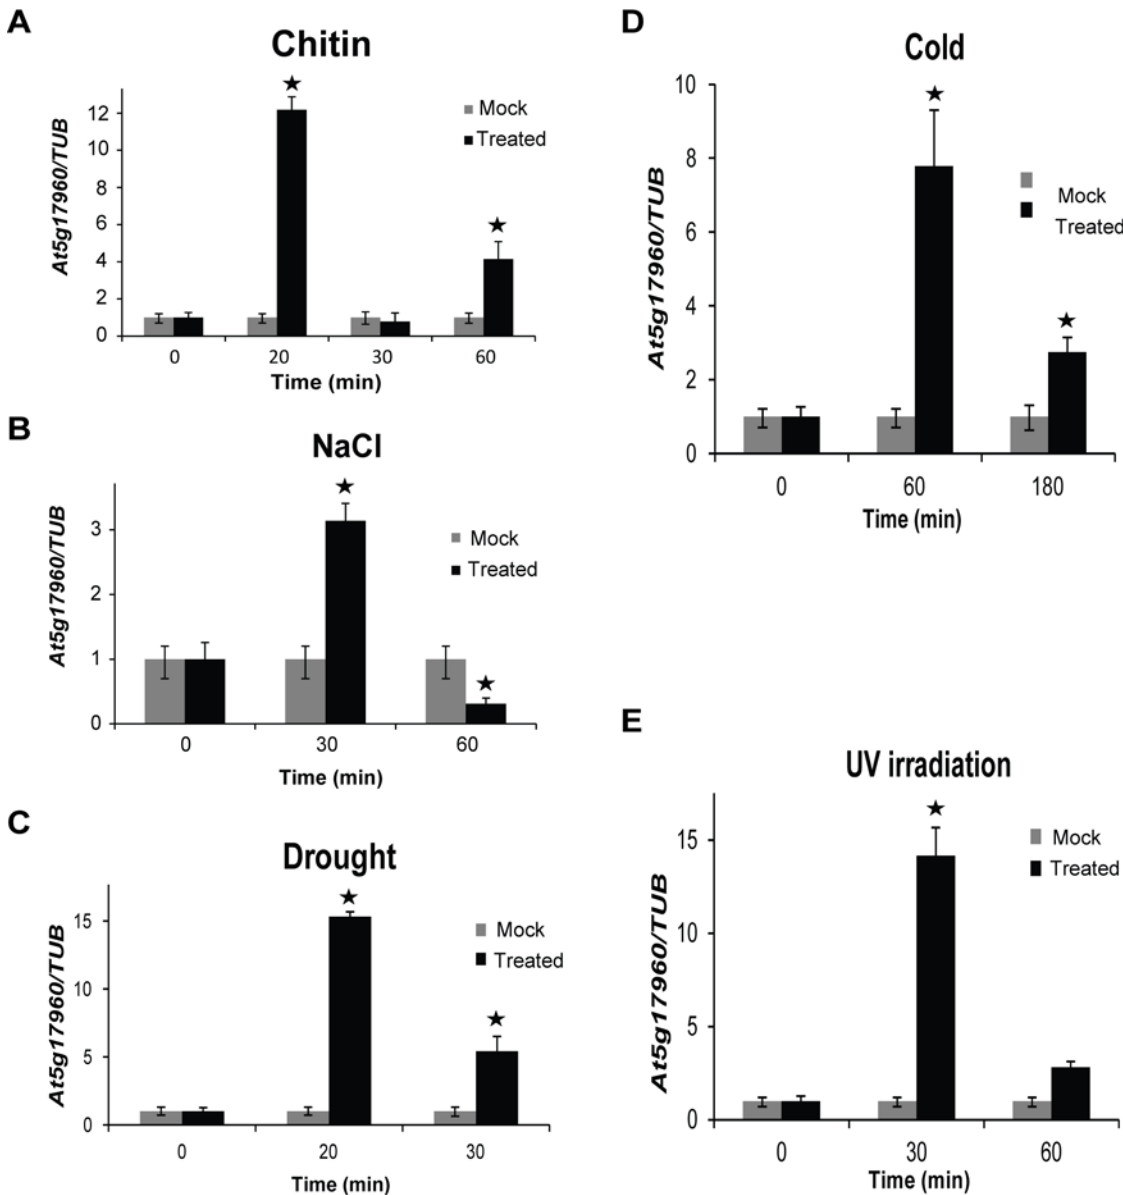 A
Chitin
At5g17960/TUB
12
10
8
6
4
2
1
0
Mock
Treated
0 20 30 60
Time (min)
B
NaCl
At5g17960/TUB
3
2
1
0
Mock
Treated
0 30 60
Time (min)
C
Drought
At5g17960/TUB
15
10
5
1
0
Mock
Treated
0 20 30
Time (min)
D
Cold
At5g17960/TUB
10
8
6
4
2
1
0
Mock
Treated
0 60 180
Time (min)
E
UV irradiation
At5g17960/TUB
15
10
5
1
0
Mock
Treated
0 30 60
Time (min)